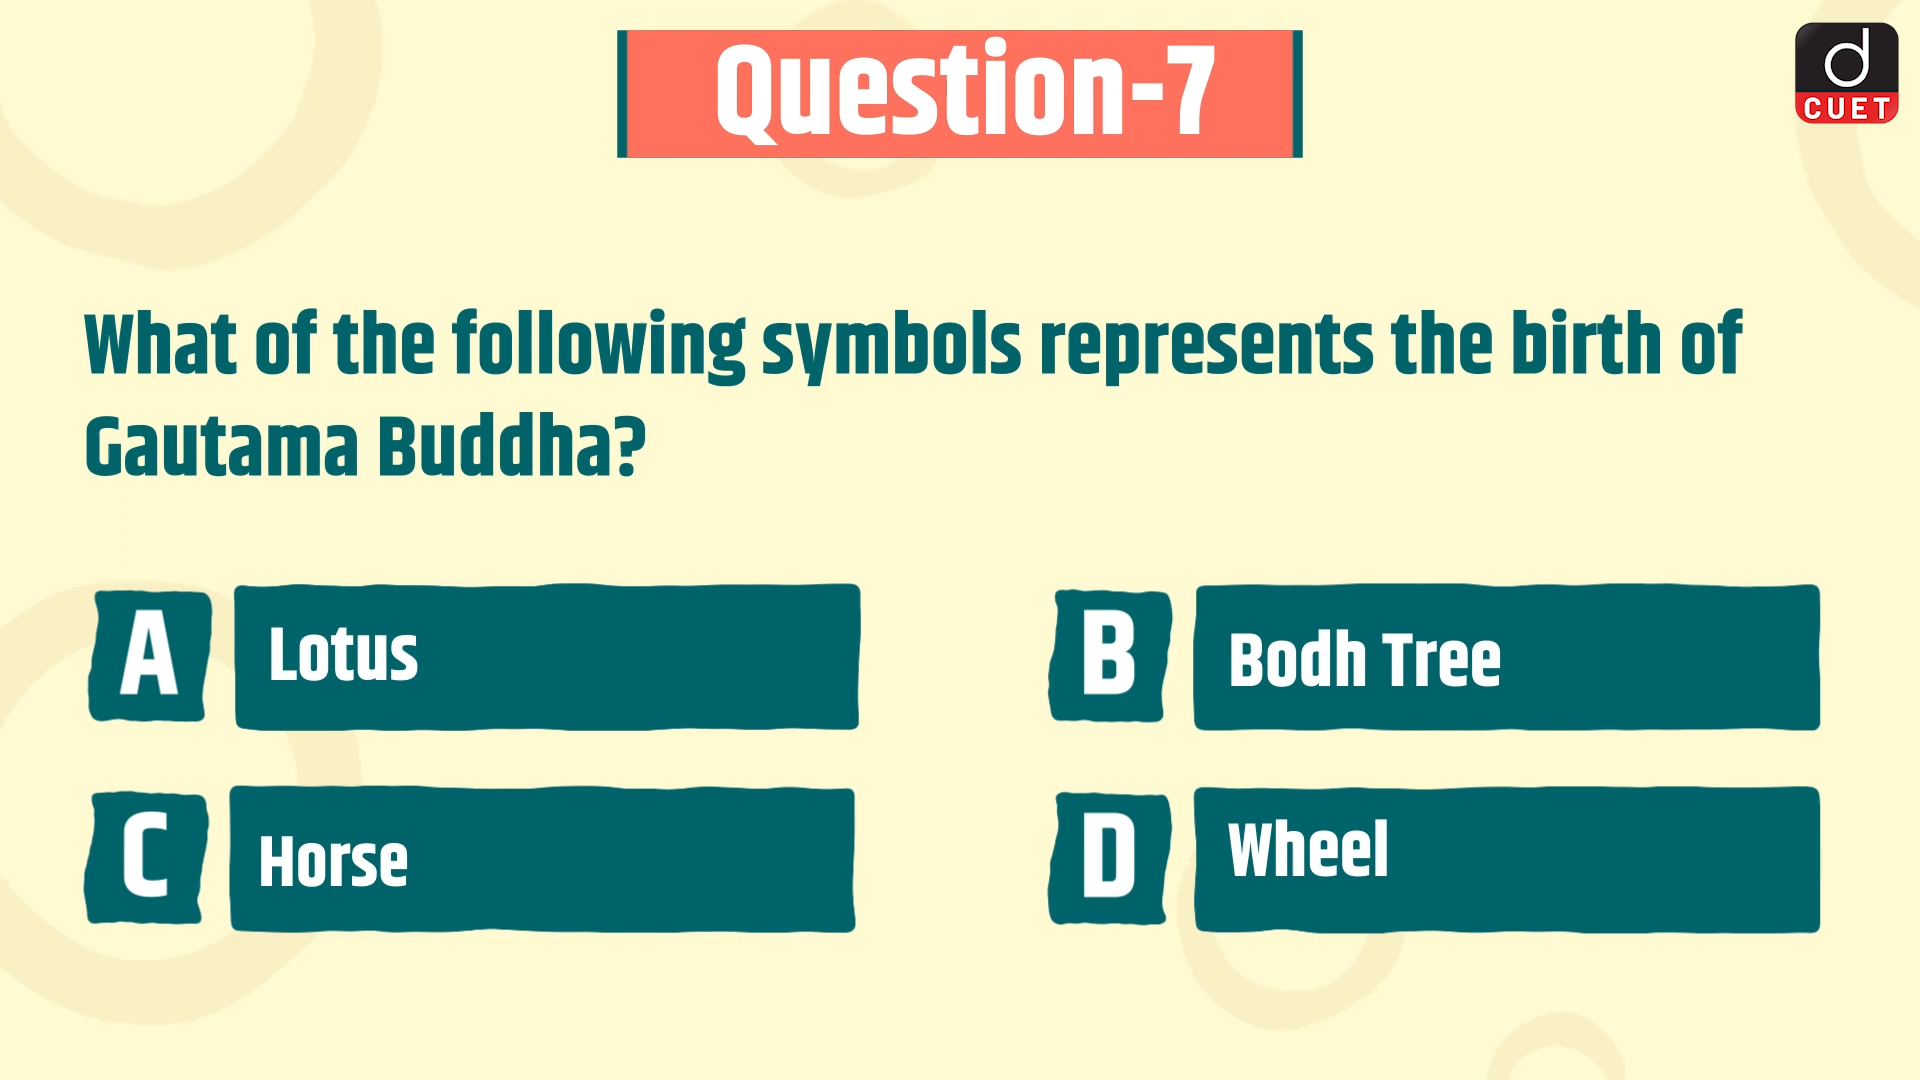 Question-7
d
CUET
What of the following symbols represents the birth of
Gautama Buddha?
A
Lotus
B
Bodh Tree
C
Horse
D
Wheel